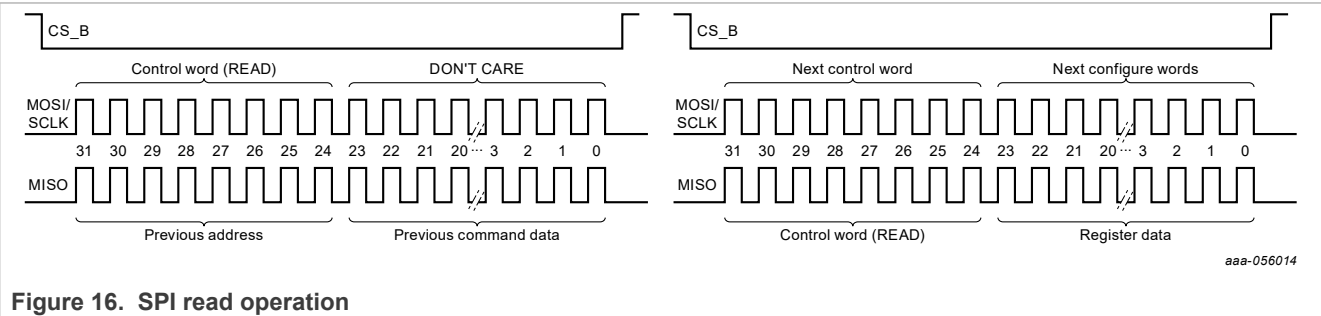 CS_B CS_B
Control word (READ) DON'T CARE Next control word Next configure words
MOSI/ MOSI/
SCLK SCLK
31 30 29 28 27 26 25 24 23 22 21 20 ... 3 2 1 0 31 30 29 28 27 26 25 24 23 22 21 20 ... 3 2 1 0
MISO MISO
Previous address Previous command data Control word (READ) Register data
aaa-056014
Figure 16. SPI read operation